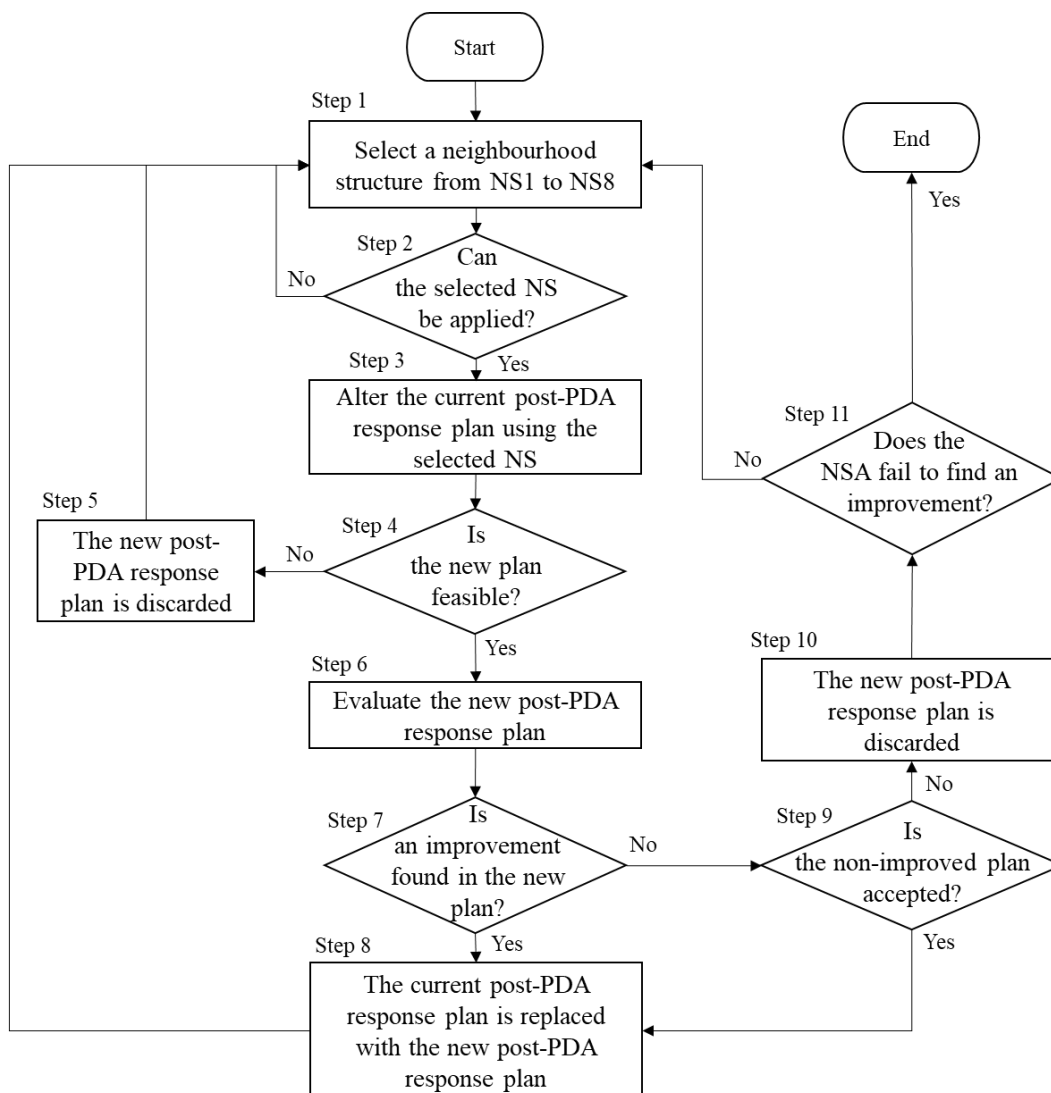 Start
Step 1
Select a neighbourhood
structure from NS1 to NS8
Step 2
Can
the selected NS
be applied?
No
Yes
Step 3
Alter the current post-PDA
response plan using the
selected NS
Step 4
Is
the new plan
feasible?
No
Yes
Step 5
The new post-
PDA response
plan is discarded
Step 6
Evaluate the new post-PDA
response plan
Step 7
Is
an improvement
found in the new
plan?
No
Yes
Step 8
The current post-PDA
response plan is replaced
with the new post-PDA
response plan
Step 9
Is
the non-improved plan
accepted?
No
Yes
Step 10
The new post-PDA
response plan is
discarded
Step 11
Does the
NSA fail to find an
improvement?
No
Yes
End